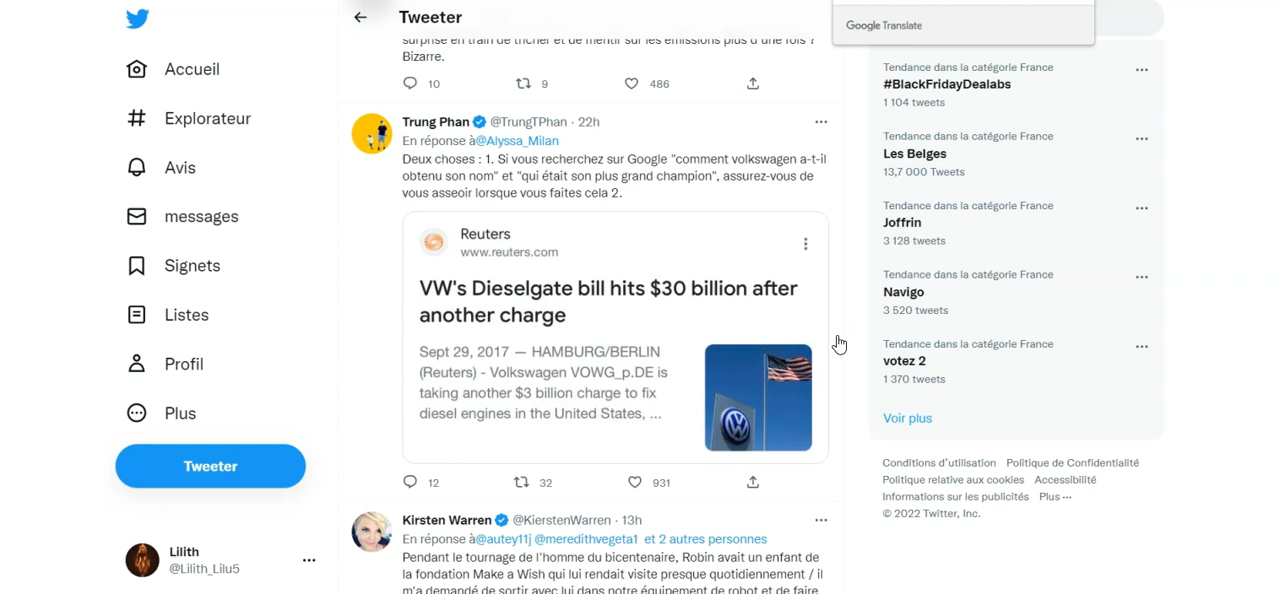 Tweeter
Google Translate
Accueil
Explorateur
Avis
messages
Signets
Listes
Profil
Plus
Tweeter
Lilith
@Lilith_Lilu5
surprise en train de tricher et de mentir sur les émissions plus d'une fois ?
Bizarre.
10 9 486
Trung Phan @TrungTPhan · 22h
En réponse à@Alyssa_Milan
Deux choses : 1. Si vous recherchez sur Google "comment volkswagen a-t-il
obtenu son nom" et "qui était son plus grand champion", assurez-vous de
vous asseoir lorsque vous faites cela 2.
Reuters
www.reuters.com
VW's Dieselgate bill hits $30 billion after
another charge
Sept 29, 2017 — HAMBURG/BERLIN
(Reuters) - Volkswagen VOWG_p.DE is
taking another $3 billion charge to fix
diesel engines in the United States, ...
12 32 931
Kirsten Warren @KierstenWarren · 13h
En réponse à@autey11j @meredithvegeta1 et 2 autres personnes
Pendant le tournage de l'homme du bicentenaire, Robin avait un enfant de
la fondation Make a Wish qui lui rendait visite presque quotidiennement / il
m'a demandé de sortir avec lui dans notre équipement de robot et de faire
Tendance dans la catégorie France
#BlackFridayDealabs
1 104 tweets
Tendance dans la catégorie France
Les Belges
13,7 000 Tweets
Tendance dans la catégorie France
Joffrin
3 128 tweets
Tendance dans la catégorie France
Navigo
3 520 tweets
Tendance dans la catégorie France
votez 2
1 370 tweets
Voir plus
Conditions d'utilisation Politique de Confidentialité
Politique relative aux cookies Accessibilité
Informations sur les publicités Plus ···
© 2022 Twitter, Inc.